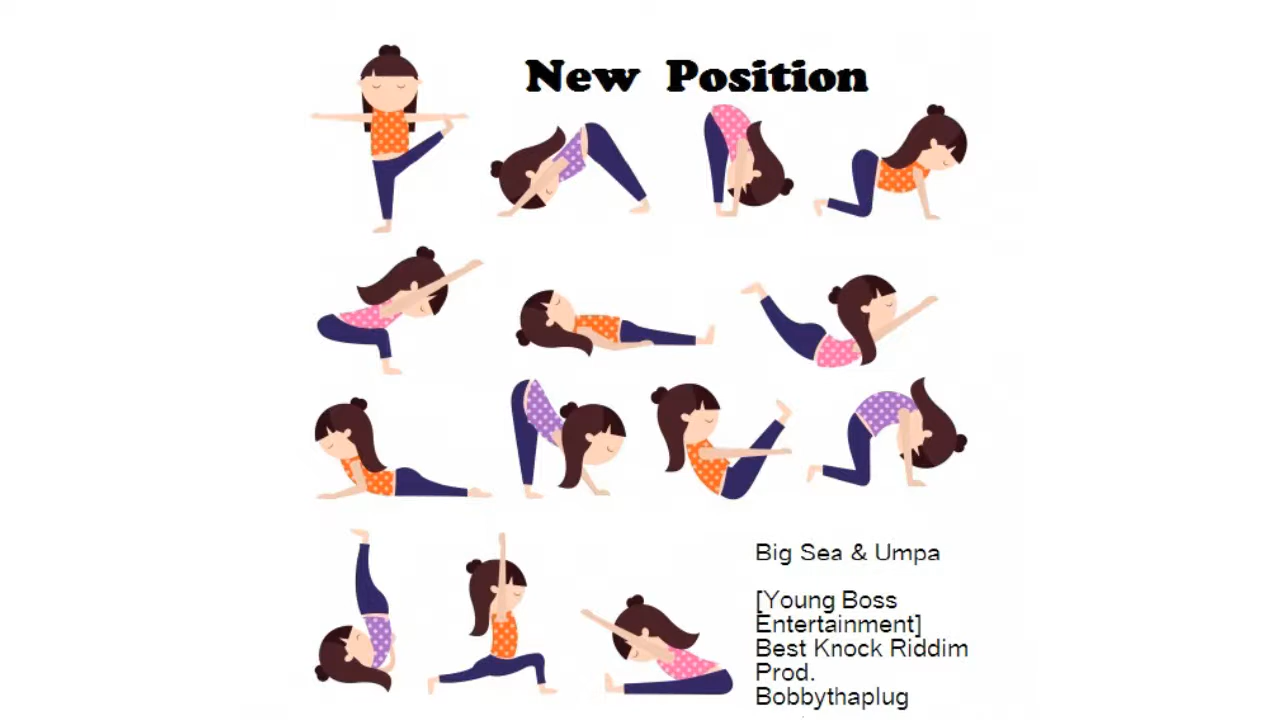 New Position
Big Sea & Umpa
[Young Boss
Entertainment]
Best Knock Riddim
Prod.
Bobbythaplug